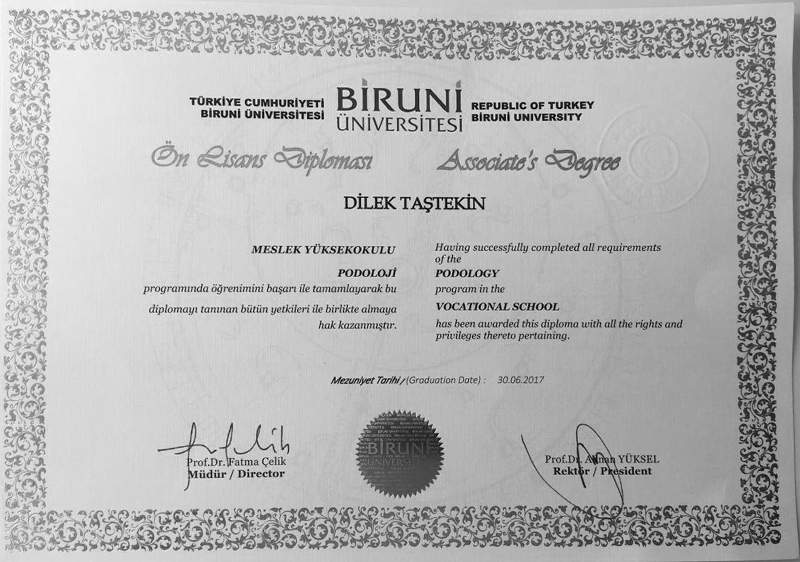 TÜRKİYE CUMHURİYETİ
BİRUNİ ÜNİVERSİTESİ
BİRUNİ
ÜNİVERSİTESİ
REPUBLIC OF TURKEY
BIRUNI UNIVERSITY
Ön Lisans Diploması
Associate's Degree
DİLEK TAŞTEKİN
MESLEK YÜKSEKOKULU
PODOLOJİ
programında öğrenimini başarı ile tamamlayarak bu
diplomayı tanınan bütün yetkileri ile birlikte almaya
hak kazanmıştır.
Having successfully completed all requirements
of the
PODOLOGY
program in the
VOCATIONAL SCHOOL
has been awarded this diploma with all the rights and
privileges thereto pertaining.
Mezuniyet Tarihi / (Graduation Date) : 30.06.2017
Prof.Dr. Fatma Çelik
Müdür / Director
BİRUNİ
ÜNİVERSİTESİ
Prof.Dr. Adnan YÜKSEL
Rektör / President